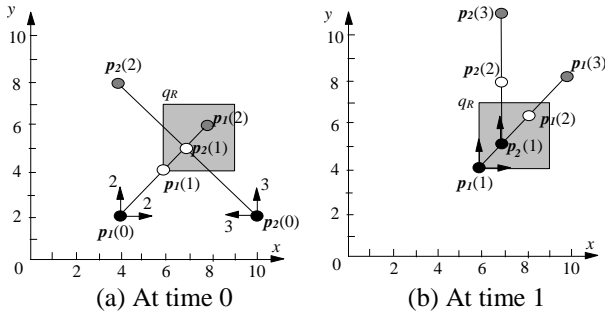 y
10
8
6
4
2
0
2
4
6
8
10
x
p2(2)
qR
p1(2)
p2(1)
p1(1)
2
2
3
3
p1(0)
p2(0)
(a) At time 0
y
10
8
6
4
2
0
2
4
6
8
10
x
p2(3)
p1(3)
p2(2)
qR
p1(2)
p2(1)
p1(1)
(b) At time 1